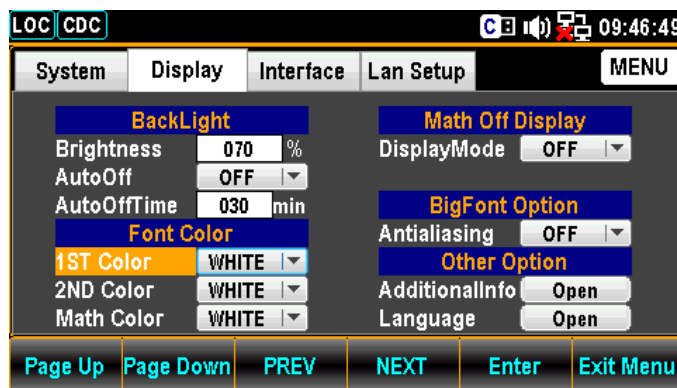 LOC CDC C 09:46:49
System Display Interface Lan Setup MENU
BackLight
Brightness 070 %
AutoOff OFF
AutoOffTime 030 min
Font Color
1ST Color WHITE
2ND Color WHITE
Math Color WHITE
Math Off Display
DisplayMode OFF
BigFont Option
Antialiasing OFF
Other Option
AdditionalInfo Open
Language Open
Page Up Page Down PREV NEXT Enter Exit Menu